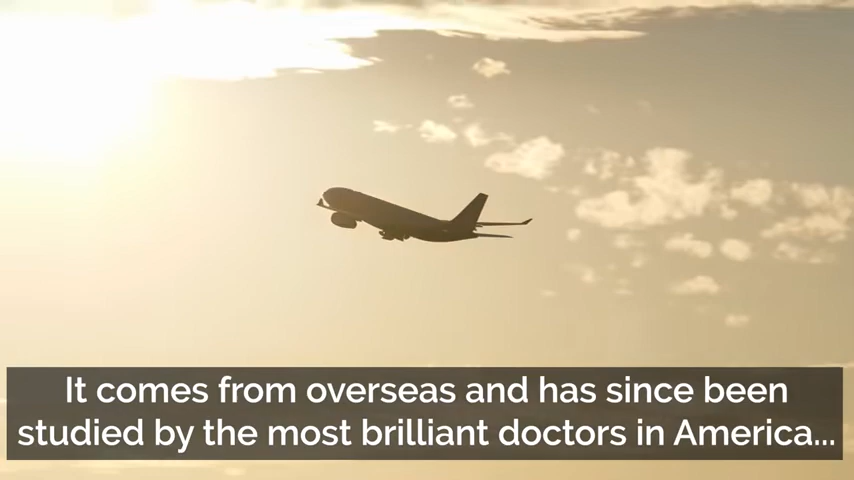 It comes from overseas and has since been
studied by the most brilliant doctors in America...